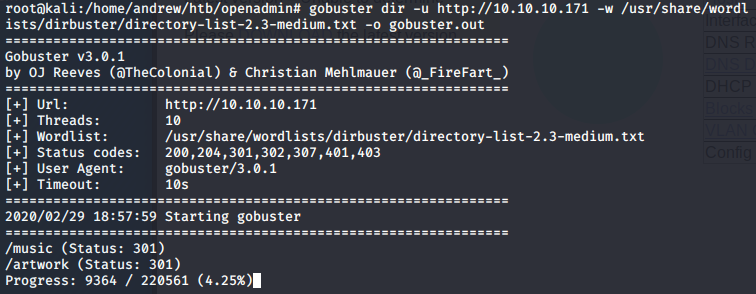 root@kali:/home/andrew/htb/openadmin# gobuster dir -u http://10.10.10.171 -w /usr/share/wordl
ists/dirbuster/directory-list-2.3-medium.txt -o gobuster.out
===============================================================
Gobuster v3.0.1
by OJ Reeves (@TheColonial) & Christian Mehlmauer (@_FireFart_)
===============================================================
[+] Url:            http://10.10.10.171
[+] Threads:        10
[+] Wordlist:       /usr/share/wordlists/dirbuster/directory-list-2.3-medium.txt
[+] Status codes:   200,204,301,302,307,401,403
[+] User Agent:     gobuster/3.0.1
[+] Timeout:        10s
===============================================================
2020/02/29 18:57:59 Starting gobuster
===============================================================
/music (Status: 301)
/artwork (Status: 301)
Progress: 9364 / 220561 (4.25%)
Interfac
DNS R
DNS D
DHCP
VLAN
Config